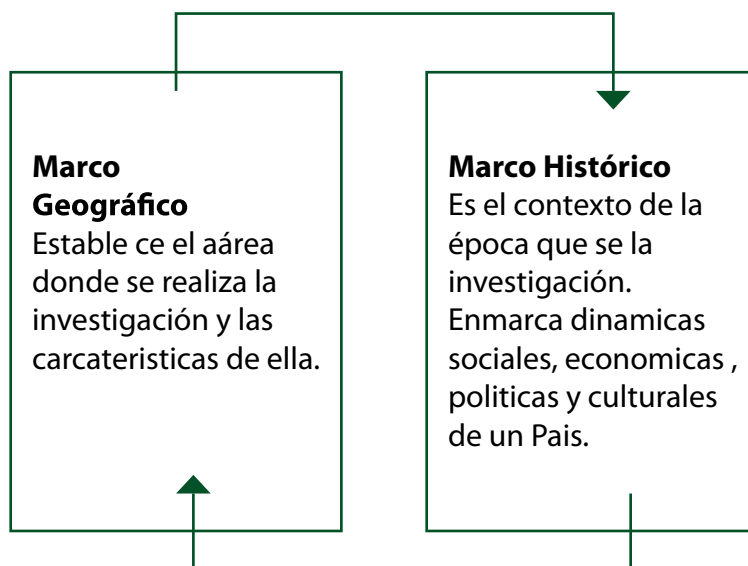 Marco
Geográfico
Estable ce el aárea
donde se realiza la
investigación y las
carcateristicas de ella.
Marco Histórico
Es el contexto de la
época que se la
investigación.
Enmarca dinamicas
sociales, economicas ,
politicas y culturales
de un Pais.